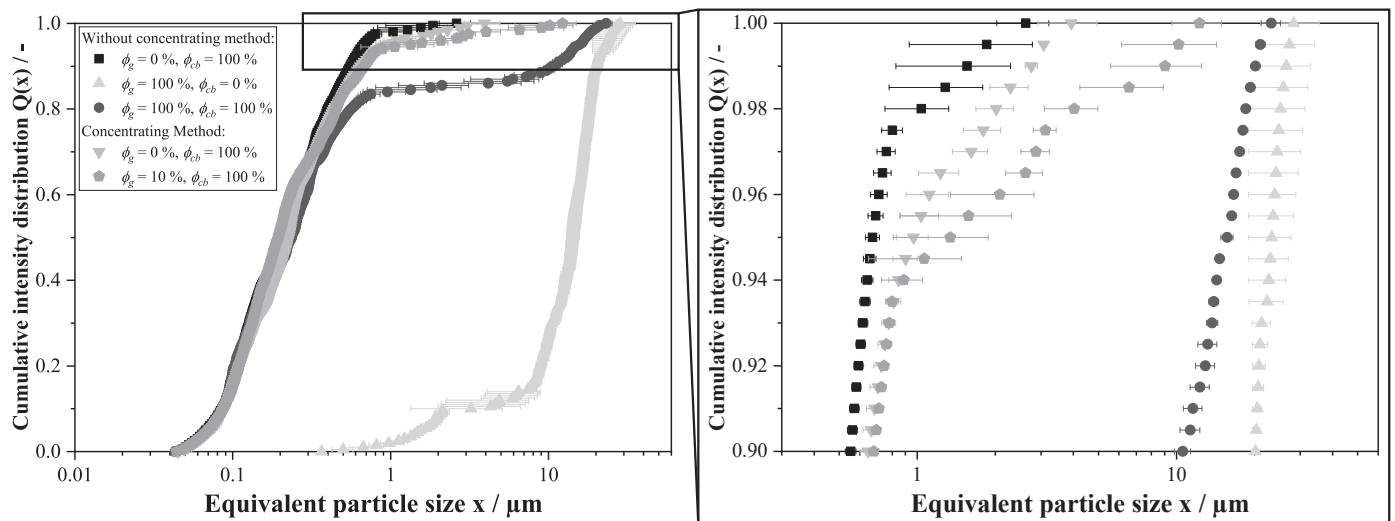 Cumulative intensity distribution Q(x) / -
1.0
0.8
0.6
0.4
0.2
0.0
Without concentrating method:
ϕg = 0 %, ϕcb = 100 %
ϕg = 100 %, ϕcb = 0 %
ϕg = 100 %, ϕcb = 100 %
Concentrating Method:
ϕg = 0 %, ϕcb = 100 %
ϕg = 10 %, ϕcb = 100 %
0.01 0.1 1 10
Equivalent particle size x / µm
Cumulative intensity distribution Q(x) / -
1.00
0.98
0.96
0.94
0.92
0.90
1 10
Equivalent particle size x / µm